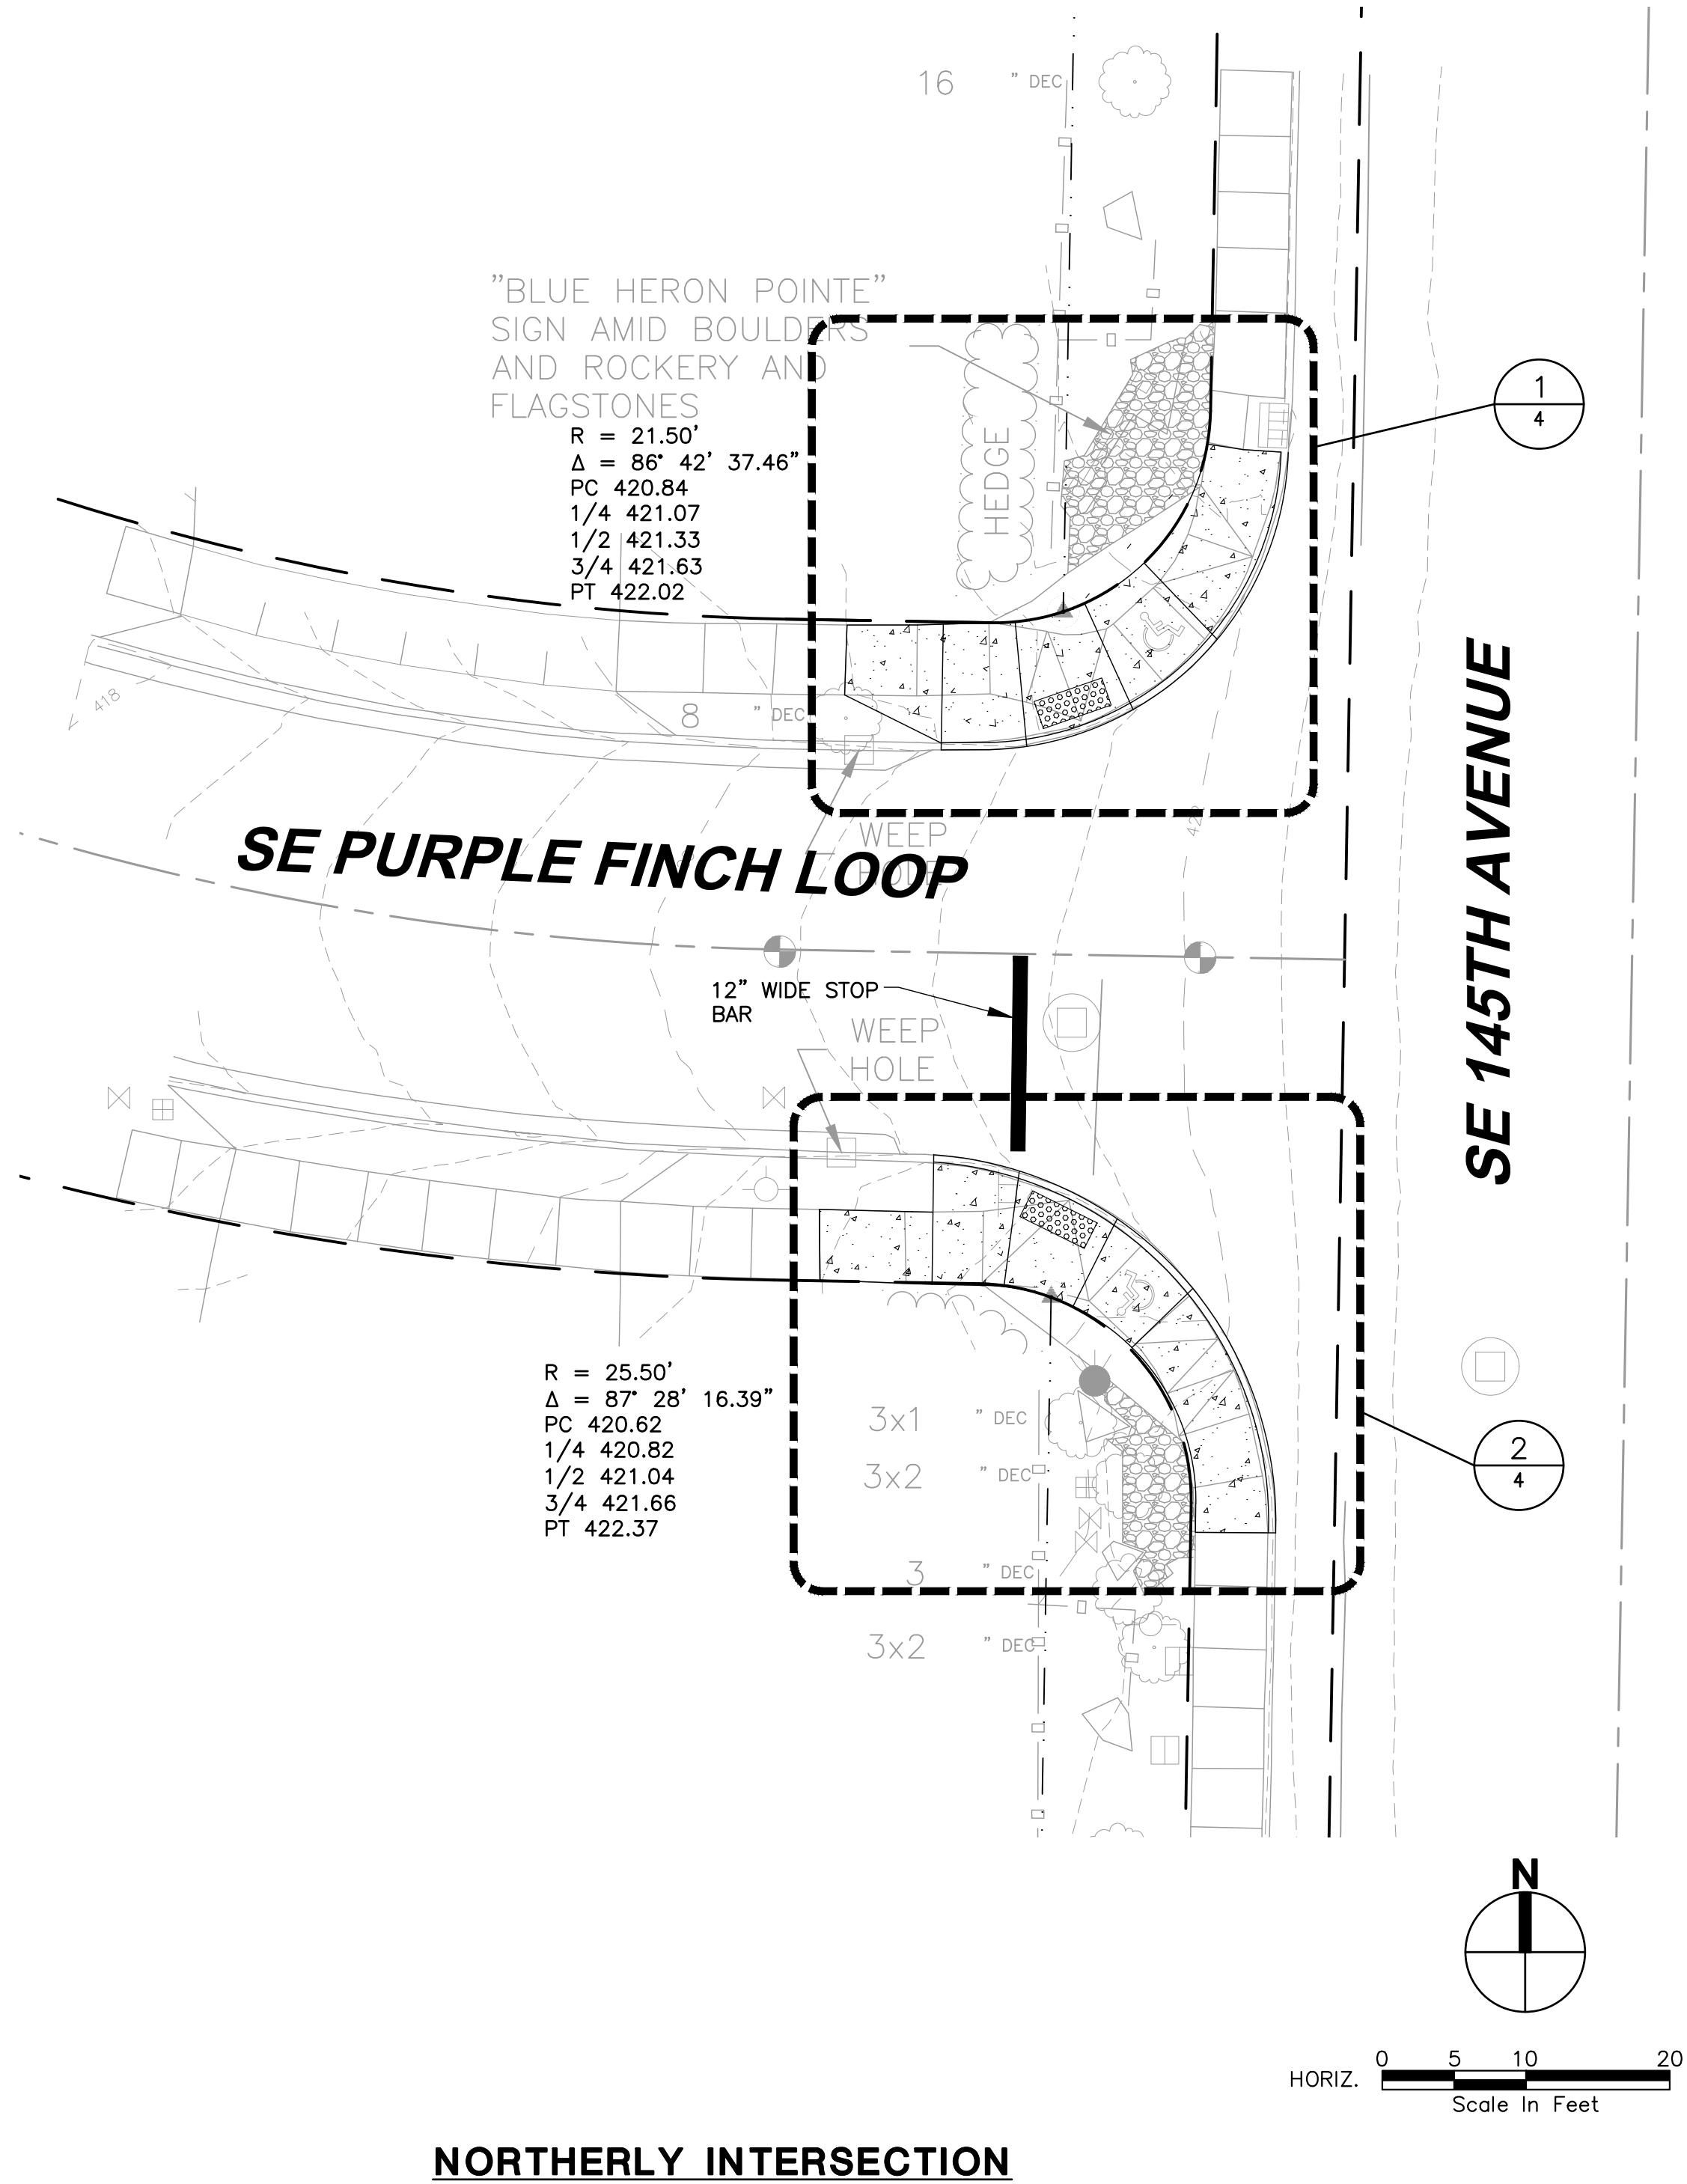 16 " DEC
"BLUE HERON POINTE"
SIGN AMID BOULDERS
AND ROCKERY AND
FLAGSTONES
R = 21.50'
Δ = 86° 42' 37.46"
PC 420.84
1/4 421.07
1/2 421.33
3/4 421.63
PT 422.02
HEDGE
1
4
418
8 " DEC
WEEP
HOLE
SE PURPLE FINCH LOOP
SE 145TH AVENUE
12" WIDE STOP
BAR
WEEP
HOLE
R = 25.50'
Δ = 87° 28' 16.39"
PC 420.62
1/4 420.82
1/2 421.04
3/4 421.66
PT 422.37
3x1 " DEC
3x2 " DEC
3 " DEC
3x2 " DEC
2
4
N
HORIZ.
0 5 10 20
Scale In Feet
NORTHERLY INTERSECTION